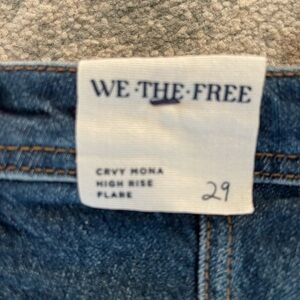 WE·THE·FREE
CRVY MONA
HIGH RISE
FLARE
29